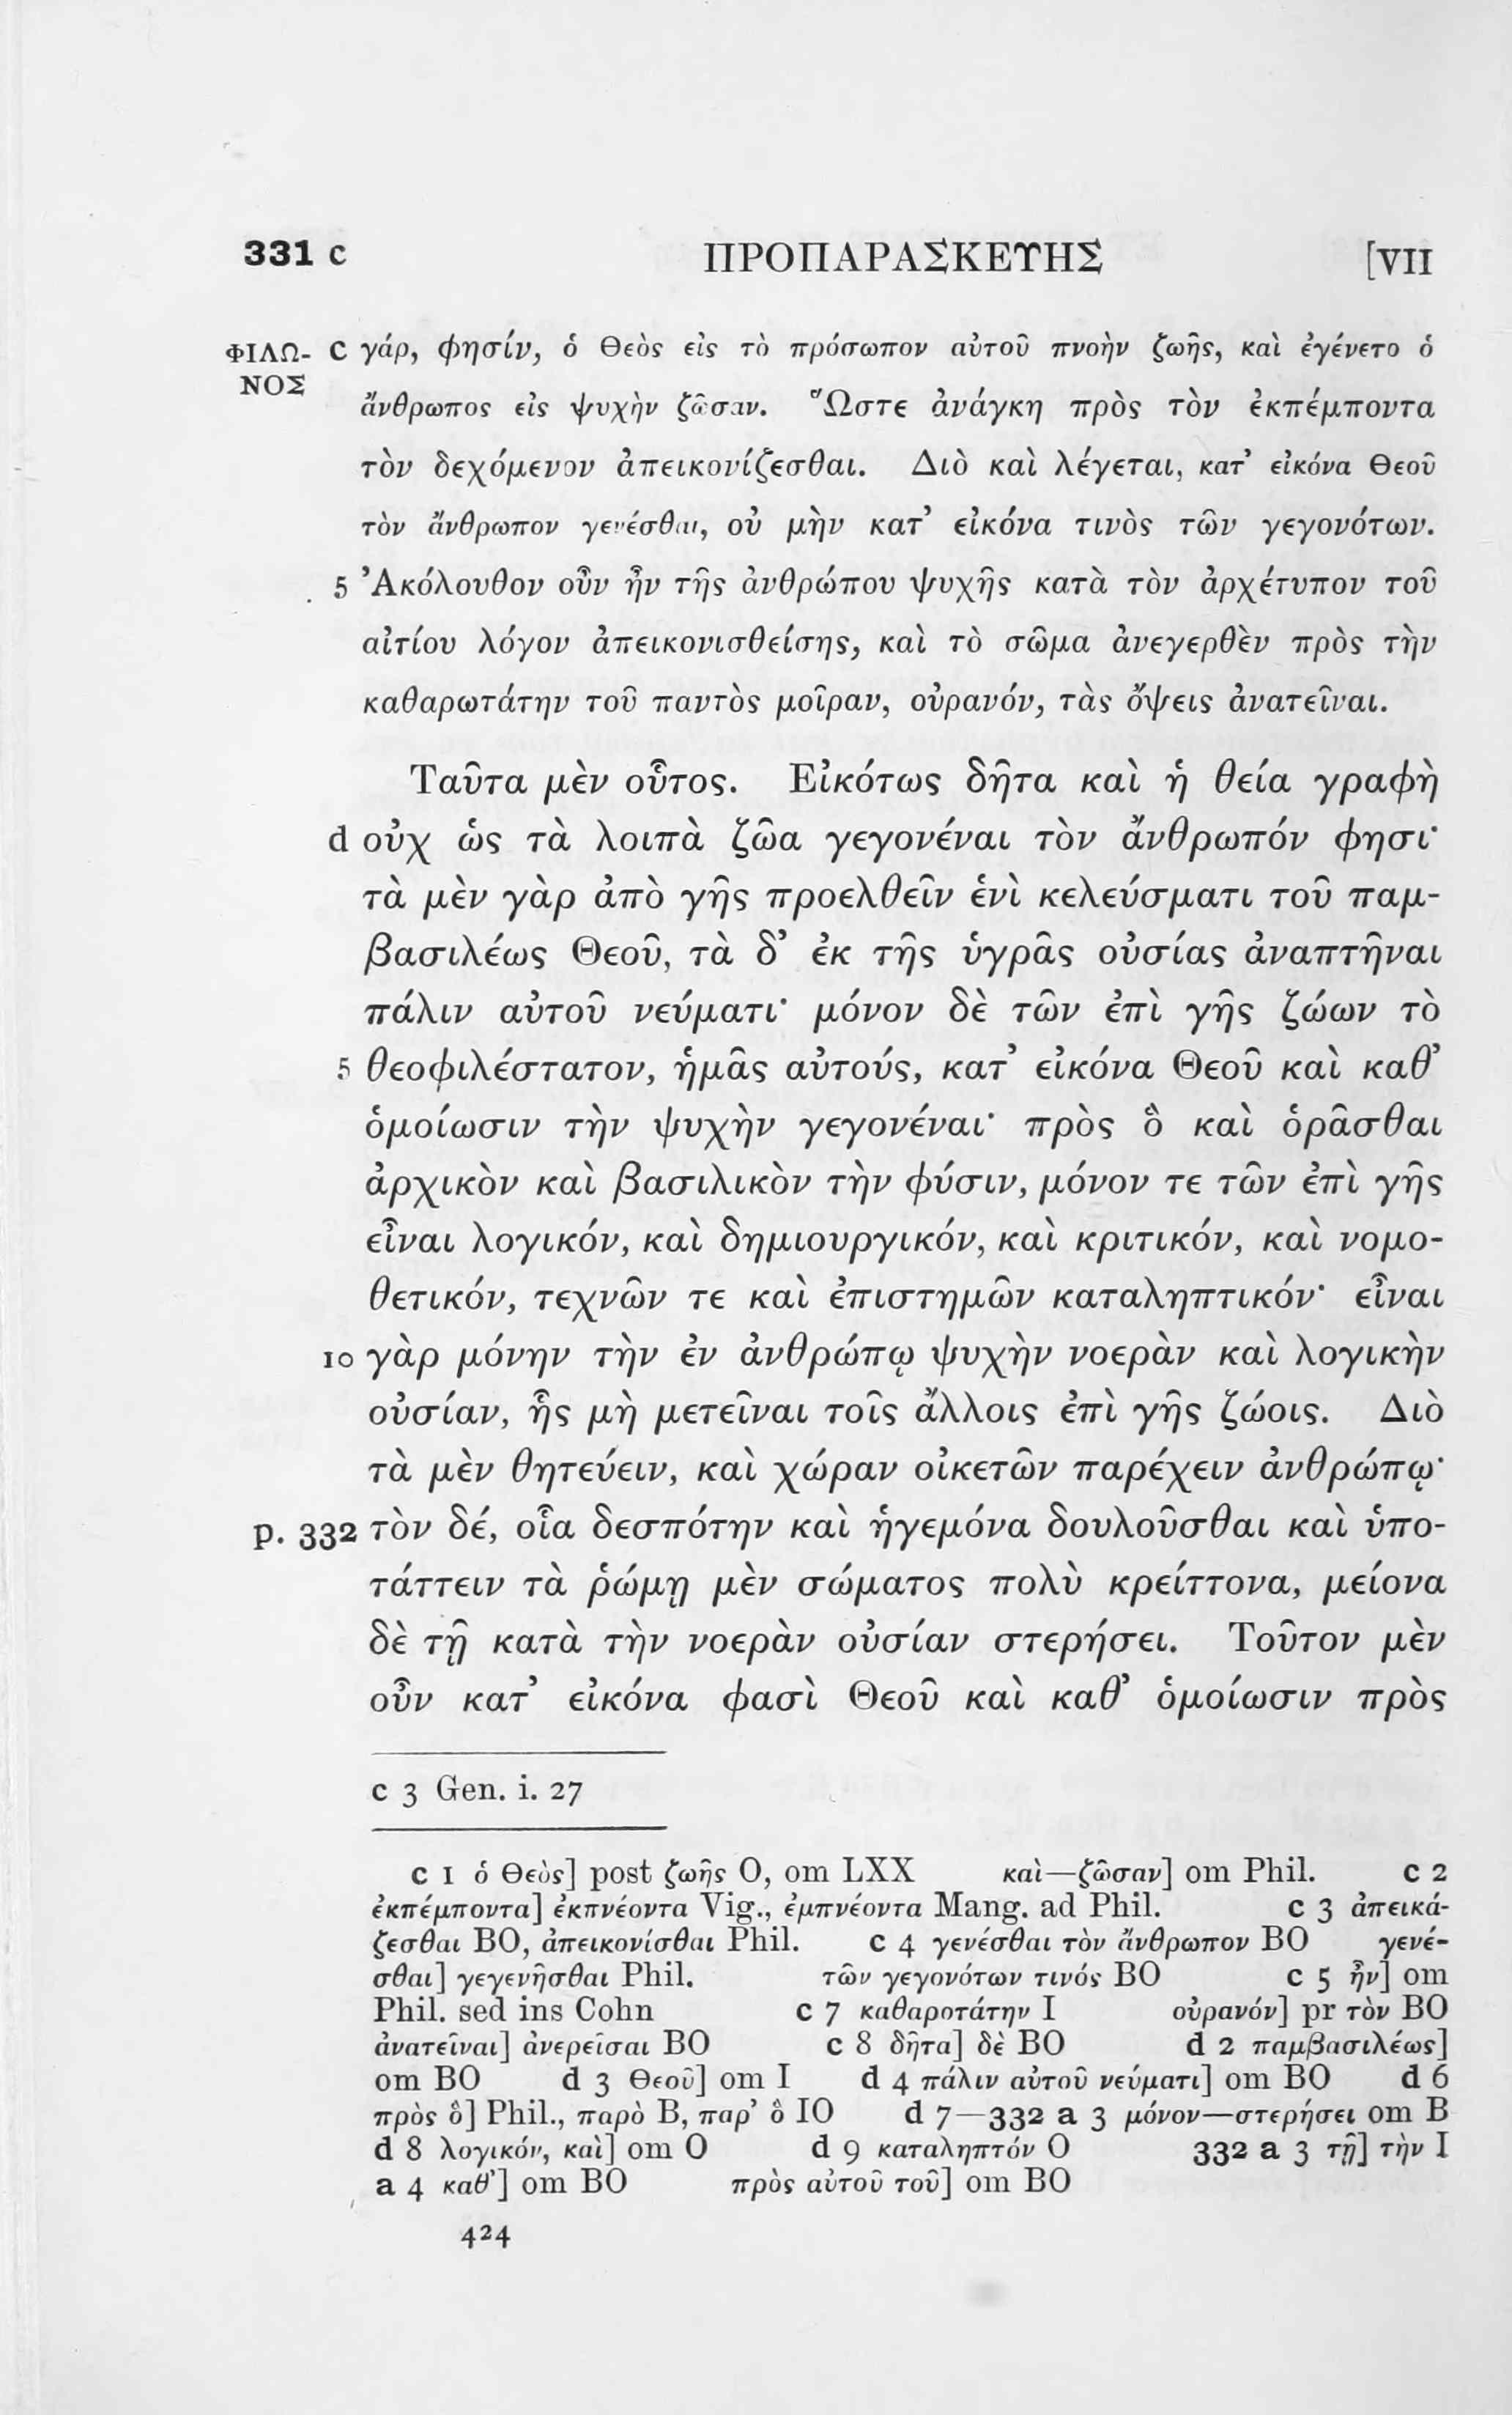 331 c ΠΡΟΠΑΡΑΣΚΕΥΗΣ [VII
ΦΙΛΩ- c γάρ, φησίν, ὁ Θεὸς εἰς τὸ πρόσωπον αὐτοῦ πνοὴν ζωῆς, καὶ ἐγένετο ὁ
ΝΟΣ
ἄνθρωπος εἰς ψυχὴν ζῶσαν. Ὥστε ἀνάγκη πρὸς τὸν ἐκπέμποντα
τὸν δεχόμενον ἀπεικονίζεσθαι. Διὸ καὶ λέγεται, κατ’ εἰκόνα Θεοῦ
τὸν ἄνθρωπον γενέσθαι, οὐ μὴν κατ’ εἰκόνα τινὸς τῶν γεγονότων.
5 Ἀκόλουθον οὖν ἦν τῆς ἀνθρώπου ψυχῆς κατὰ τὸν ἀρχέτυπον τοῦ
αἰτίου λόγον ἀπεικονισθείσης, καὶ τὸ σῶμα ἀνεγερθὲν πρὸς τὴν
καθαρωτάτην τοῦ παντὸς μοῖραν, οὐρανόν, τὰς ὄψεις ἀνατεῖναι.
Ταῦτα μὲν οὗτος. Εἰκότως δῆτα καὶ ἡ θεία γραφὴ
d οὐχ ὡς τὰ λοιπὰ ζῶα γεγονέναι τὸν ἄνθρωπόν φησι·
τὰ μὲν γὰρ ἀπὸ γῆς προελθεῖν ἑνὶ κελεύσματι τοῦ παμ-
βασιλέως Θεοῦ, τὰ δ’ ἐκ τῆς ὑγρᾶς οὐσίας ἀναπτῆναι
πάλιν αὐτοῦ νεύματι· μόνον δὲ τῶν ἐπὶ γῆς ζώων τὸ
5 θεοφιλέστατον, ἡμᾶς αὐτούς, κατ’ εἰκόνα Θεοῦ καὶ καθ’
ὁμοίωσιν τὴν ψυχὴν γεγονέναι· πρὸς ὃ καὶ ὁρᾶσθαι
ἀρχικὸν καὶ βασιλικὸν τὴν φύσιν, μόνον τε τῶν ἐπὶ γῆς
εἶναι λογικόν, καὶ δημιουργικόν, καὶ κριτικόν, καὶ νομο-
θετικόν, τεχνῶν τε καὶ ἐπιστημῶν καταληπτικόν· εἶναι
10 γὰρ μόνην τὴν ἐν ἀνθρώπῳ ψυχὴν νοερὰν καὶ λογικὴν
οὐσίαν, ἧς μὴ μετεῖναι τοῖς ἄλλοις ἐπὶ γῆς ζώοις. Διὸ
τὰ μὲν θητεύειν, καὶ χώραν οἰκετῶν παρέχειν ἀνθρώπῳ·
p. 332 τὸν δέ, οἷα δεσπότην καὶ ἡγεμόνα δουλοῦσθαι καὶ ὑπο-
τάττειν τὰ ῥώμῃ μὲν σώματος πολὺ κρείττονα, μείονα
δὲ τῇ κατὰ τὴν νοερὰν οὐσίαν στερήσει. Τοῦτον μὲν
οὖν κατ’ εἰκόνα φασὶ Θεοῦ καὶ καθ’ ὁμοίωσιν πρὸς
c 3 Gen. i. 27
c 1 ὁ Θεὸς] post ζωῆς O, om LXX καὶ—ζῶσαν] om Phil. c 2
ἐκπέμποντα] ἐκπνέοντα Vig., ἐμπνέοντα Mang. ad Phil. c 3 ἀπεικά-
ζεσθαι BO, ἀπεικονίσθαι Phil. c 4 γενέσθαι τὸν ἄνθρωπον BO γενέ-
σθαι] γεγενῆσθαι Phil. τῶν γεγονότων τινός BO c 5 ἦν] om
Phil. sed ins Cohn c 7 καθαροτάτην I οὐρανόν] pr τὸν BO
ἀνατεῖναι] ἀνερεῖσαι BO c 8 δῆτα] δὲ BO d 2 παμβασιλέως]
om BO d 3 Θεοῦ] om I d 4 πάλιν αὐτοῦ νεύματι] om BO d 6
πρὸς ὃ] Phil., παρὸ B, παρ’ ὃ IO d 7—332 a 3 μόνον—στερήσει om B
d 8 λογικόν, καὶ] om O d 9 καταληπτόν O 332 a 3 τῇ] τὴν I
a 4 καθ’] om BO πρὸς αὐτοῦ τοῦ] om BO
424